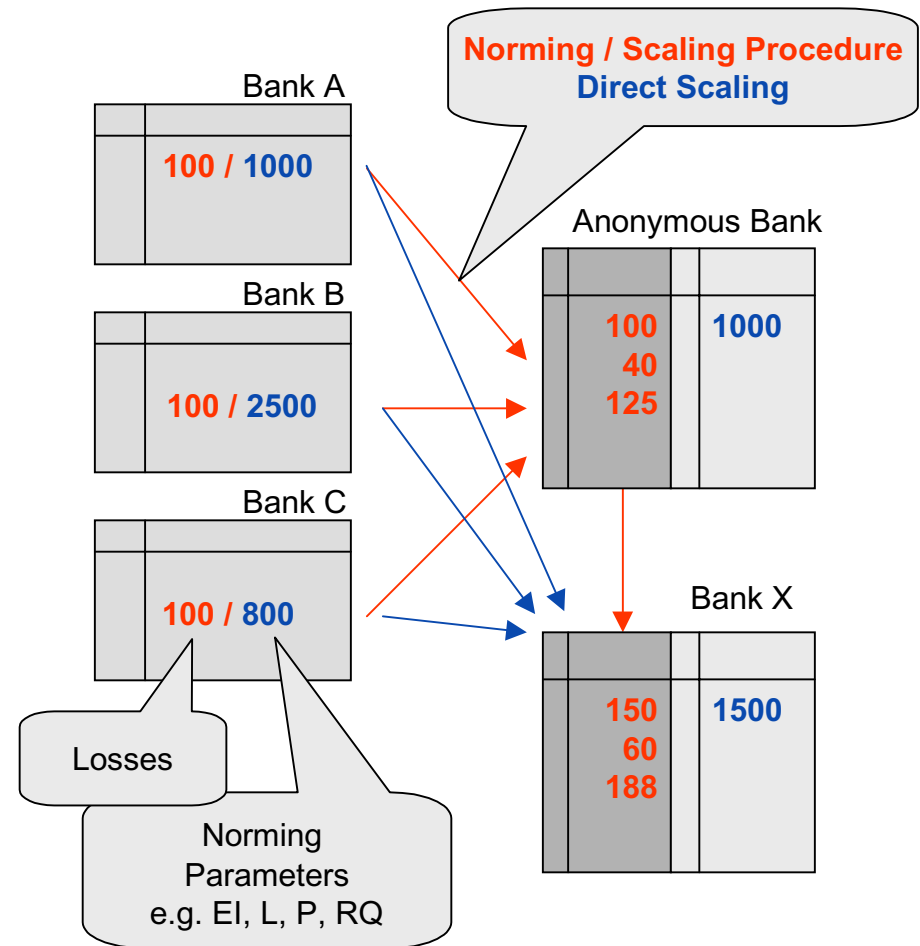 Norming / Scaling Procedure
Direct Scaling
Bank A
100 / 1000
Bank B
100 / 2500
Bank C
100 / 800
Losses
Norming
Parameters
e.g. EI, L, P, RQ
Anonymous Bank
100 1000
40
125
Bank X
150 1500
60
188